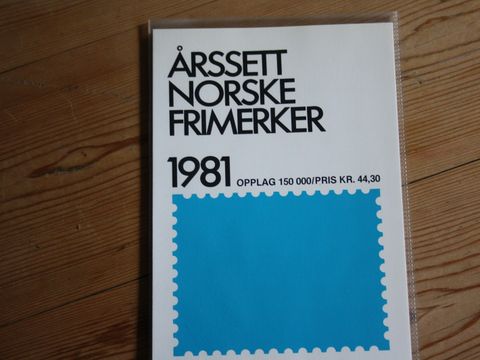 ÅRSSETT
NORSKE
FRIMERKER
1981 OPPLAG 150 000/PRIS KR. 44,30